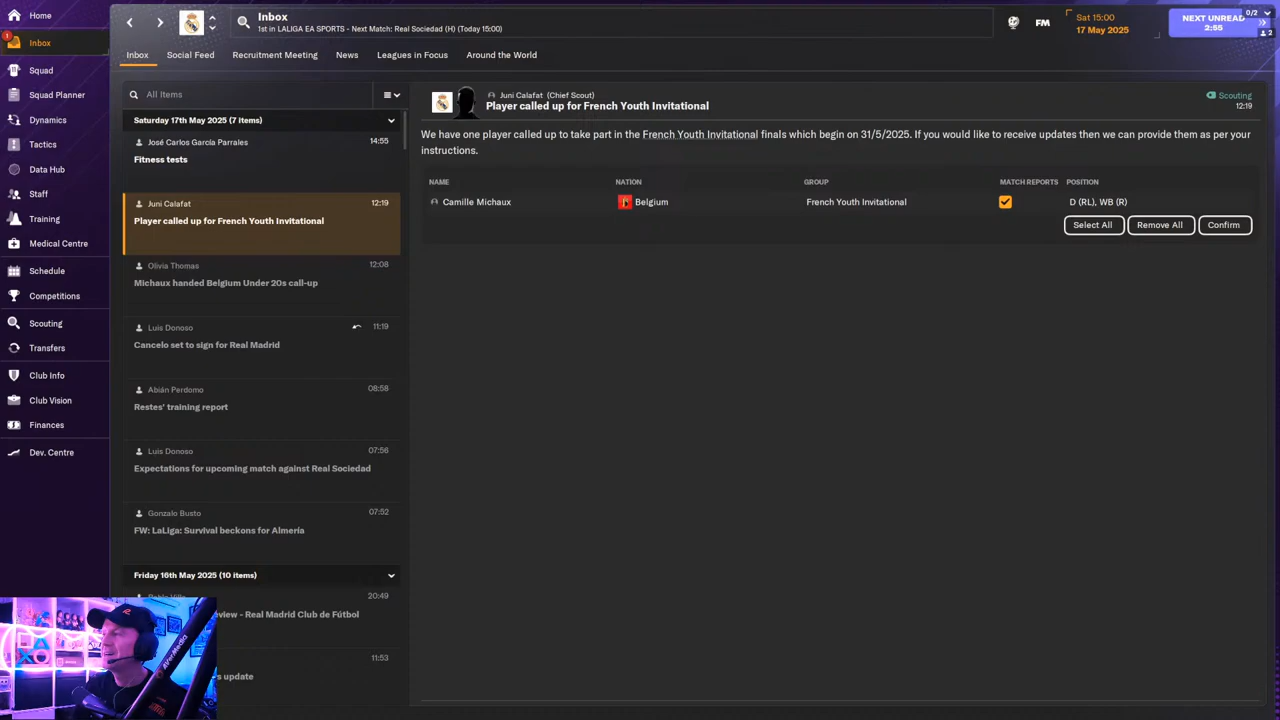 Home
Inbox
Squad
Squad Planner
Dynamics
Tactics
Data Hub
Staff
Training
Medical Centre
Schedule
Competitions
Scouting
Transfers
Club Info
Club Vision
Finances
Dev. Centre
Inbox
1st in LALIGA EA SPORTS - Next Match: Real Sociedad (H) (Today 15:00)
FM
Sat 15:00
17 May 2025
NEXT UNREAD
2:55
0/2
2
Inbox
Social Feed
Recruitment Meeting
News
Leagues in Focus
Around the World
All Items
Saturday 17th May 2025 (7 items)
José Carlos García Parrales
14:55
Fitness tests
Juni Calafat
12:19
Player called up for French Youth Invitational
Olivia Thomas
12:08
Michaux handed Belgium Under 20s call-up
Luis Donoso
11:19
Cancelo set to sign for Real Madrid
Abián Perdomo
08:58
Restes' training report
Luis Donoso
07:56
Expectations for upcoming match against Real Sociedad
Gonzalo Busto
07:52
FW: LaLiga: Survival beckons for Almería
Friday 16th May 2025 (10 items)
20:49
- Real Madrid Club de Fútbol
11:53
update
AVerMedia
Juni Calafat (Chief Scout)
Player called up for French Youth Invitational
Scouting
12:19
We have one player called up to take part in the French Youth Invitational finals which begin on 31/5/2025. If you would like to receive updates then we can provide them as per your
instructions.
NAME NATION GROUP MATCH REPORTS POSITION
Camille Michaux Belgium French Youth Invitational D (RL), WB (R)
Select All Remove All Confirm